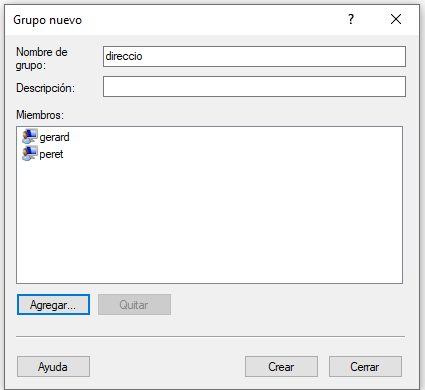 Grupo nuevo
?
Nombre de
grupo:
direccio
Descripción:
Miembros:
gerard
peret
Agregar...
Quitar
Ayuda
Crear
Cerrar